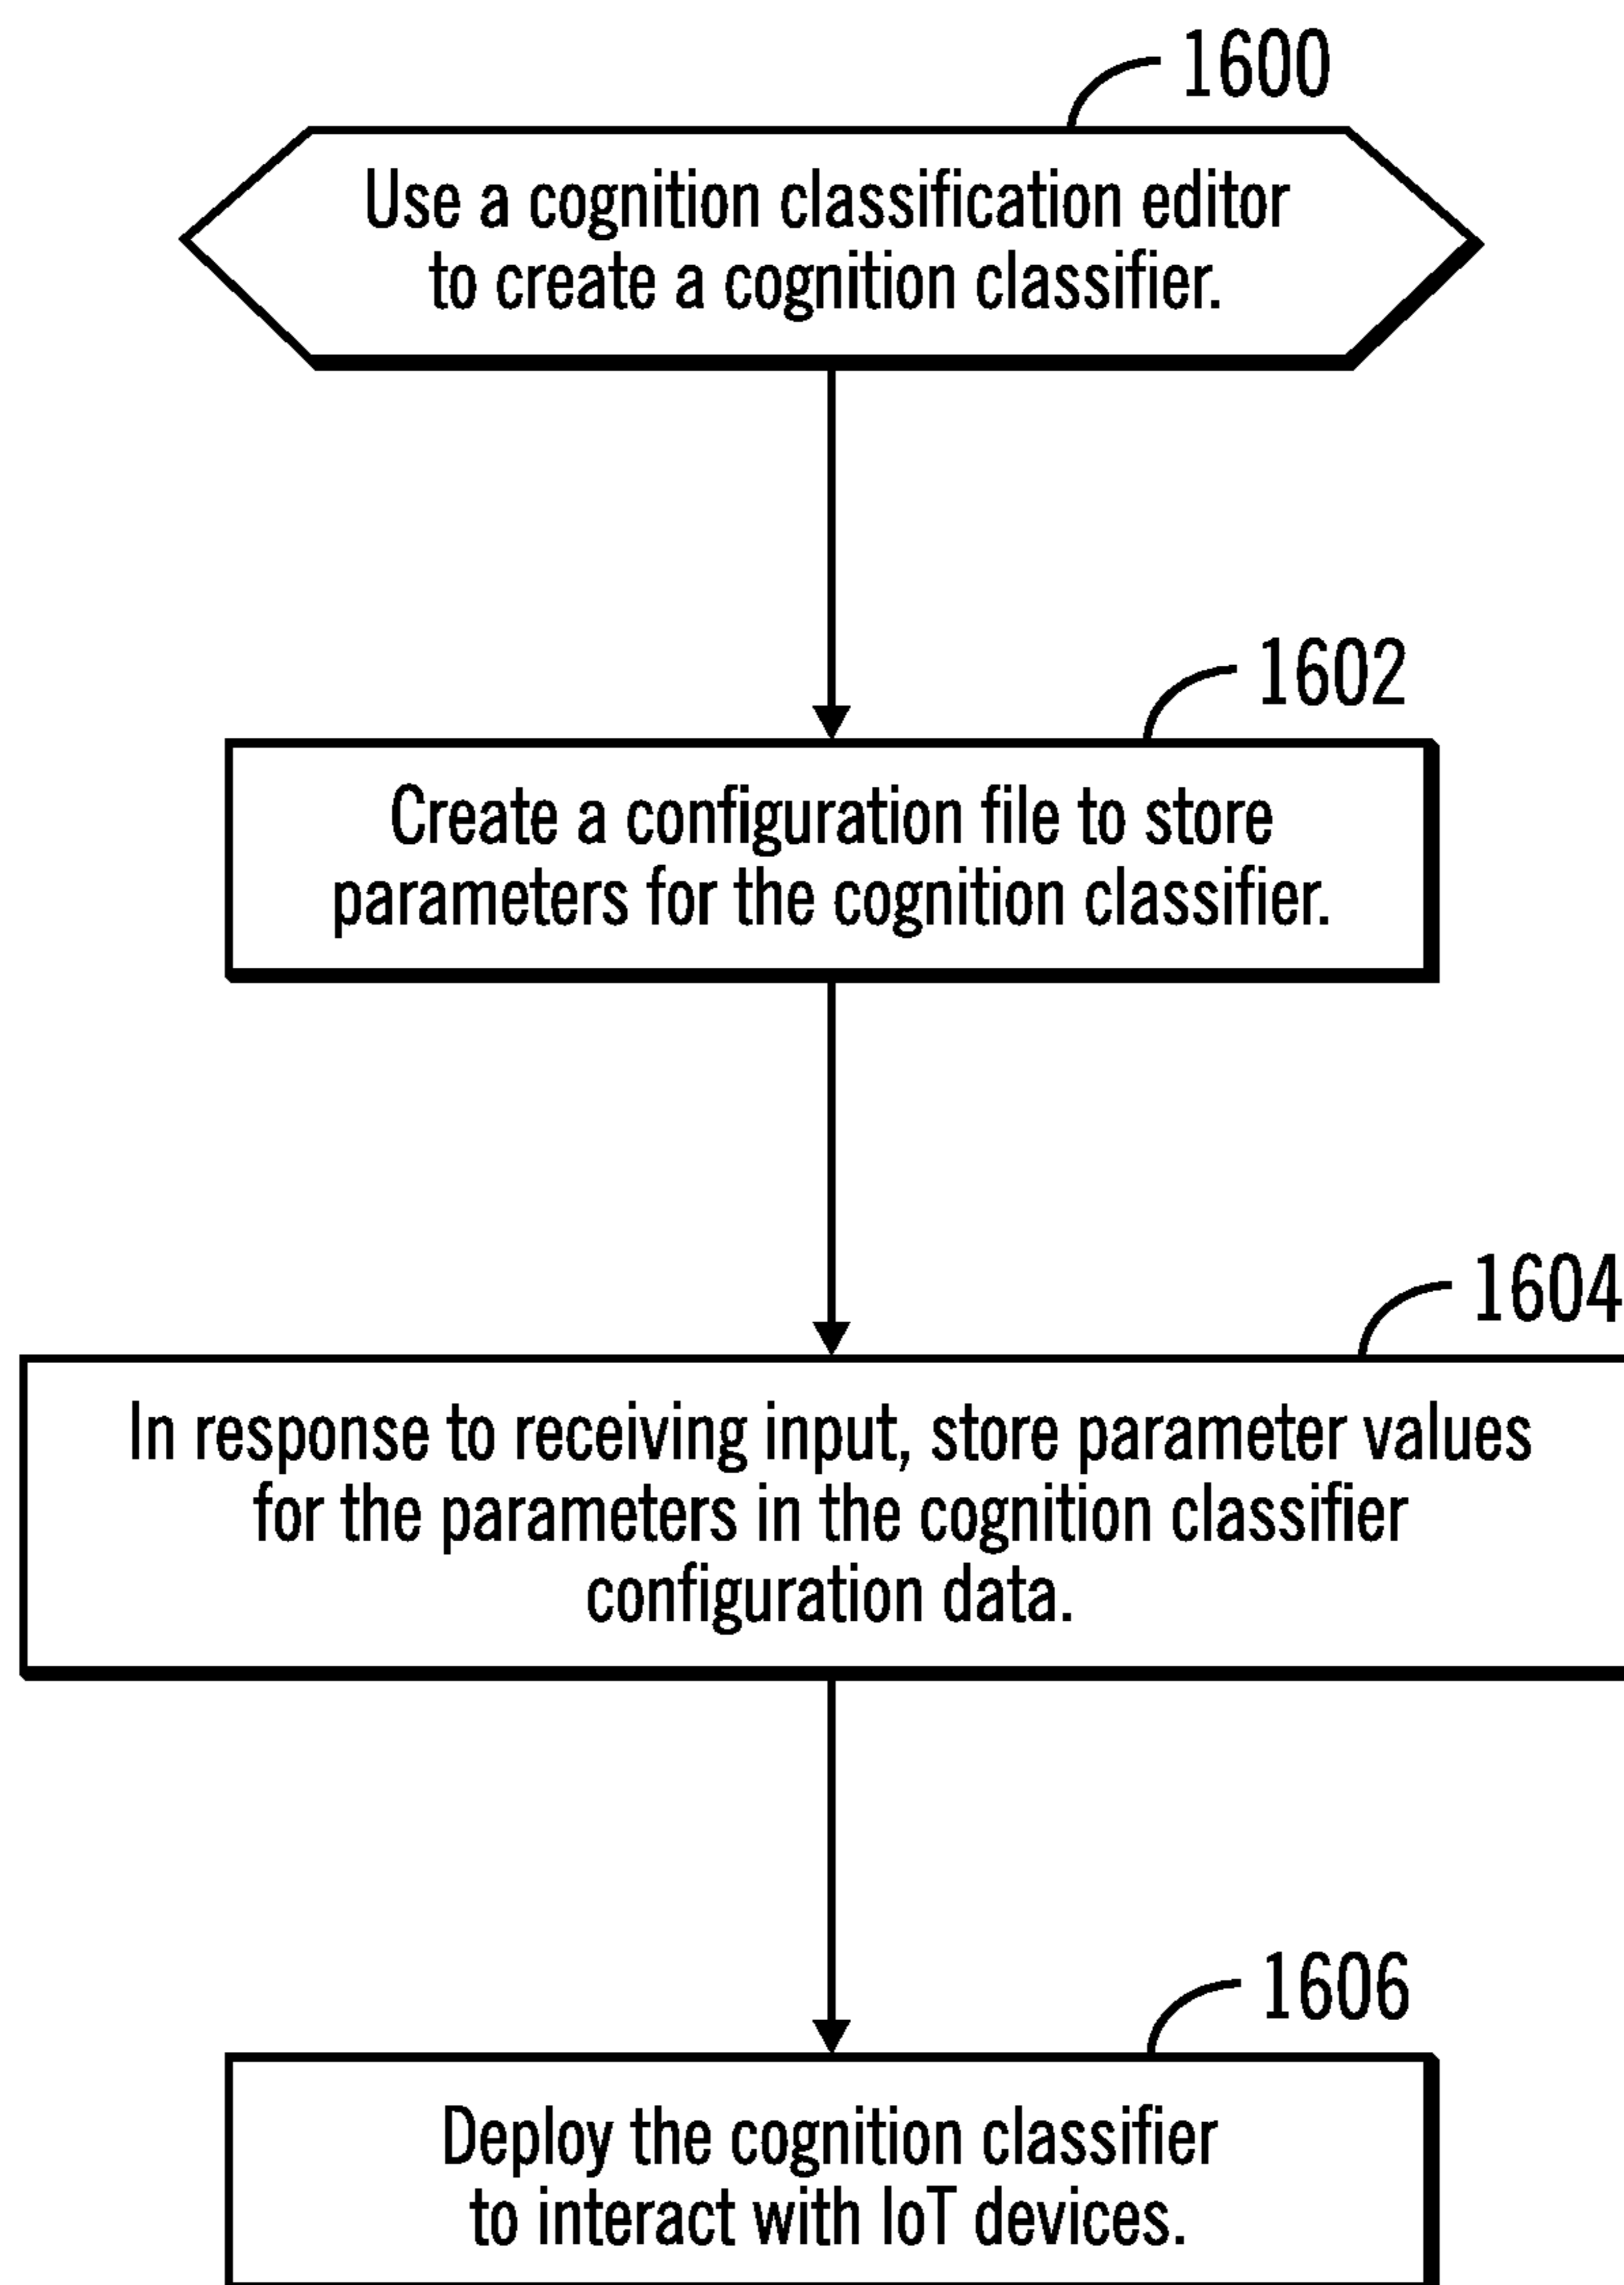 1600
Use a cognition classification editor
to create a cognition classifier.
1602
Create a configuration file to store
parameters for the cognition classifier.
1604
In response to receiving input, store parameter values
for the parameters in the cognition classifier
configuration data.
1606
Deploy the cognition classifier
to interact with IoT devices.